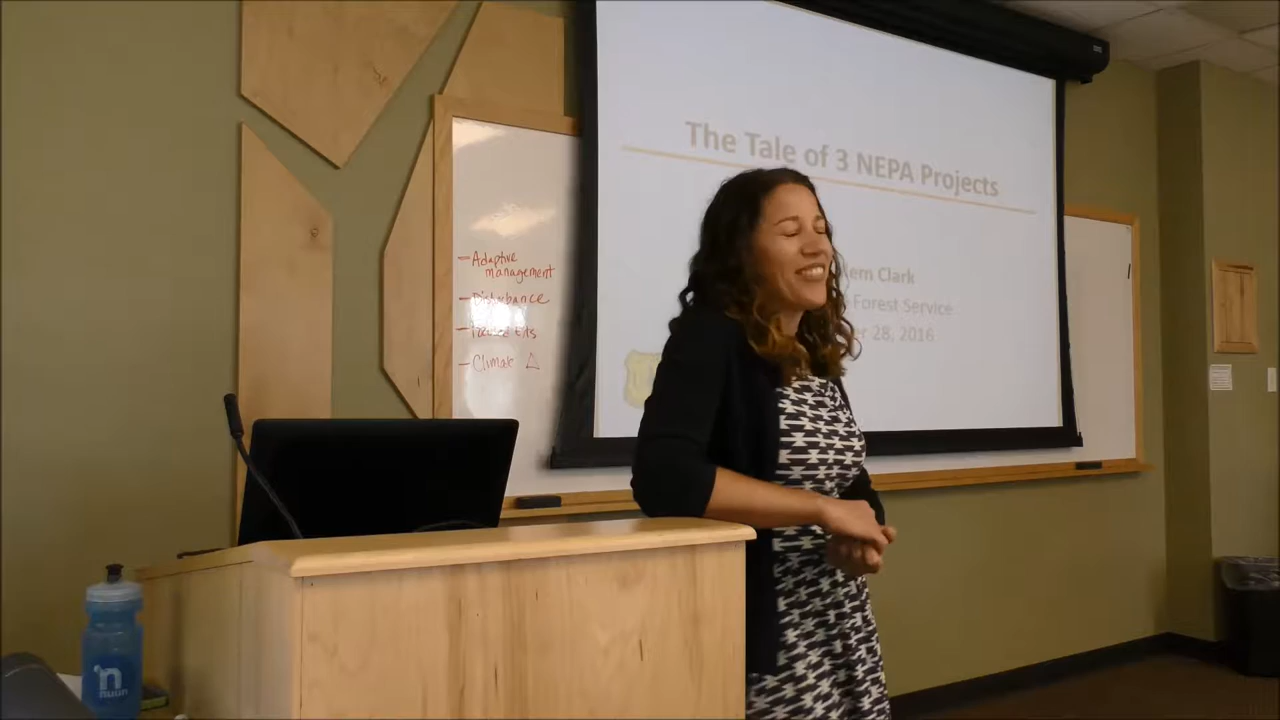 The Tale of 3 NEPA Projects
Clark
Forest Service
28, 2016
- Adaptive
management
- Disturbance
- Climate △
nuun